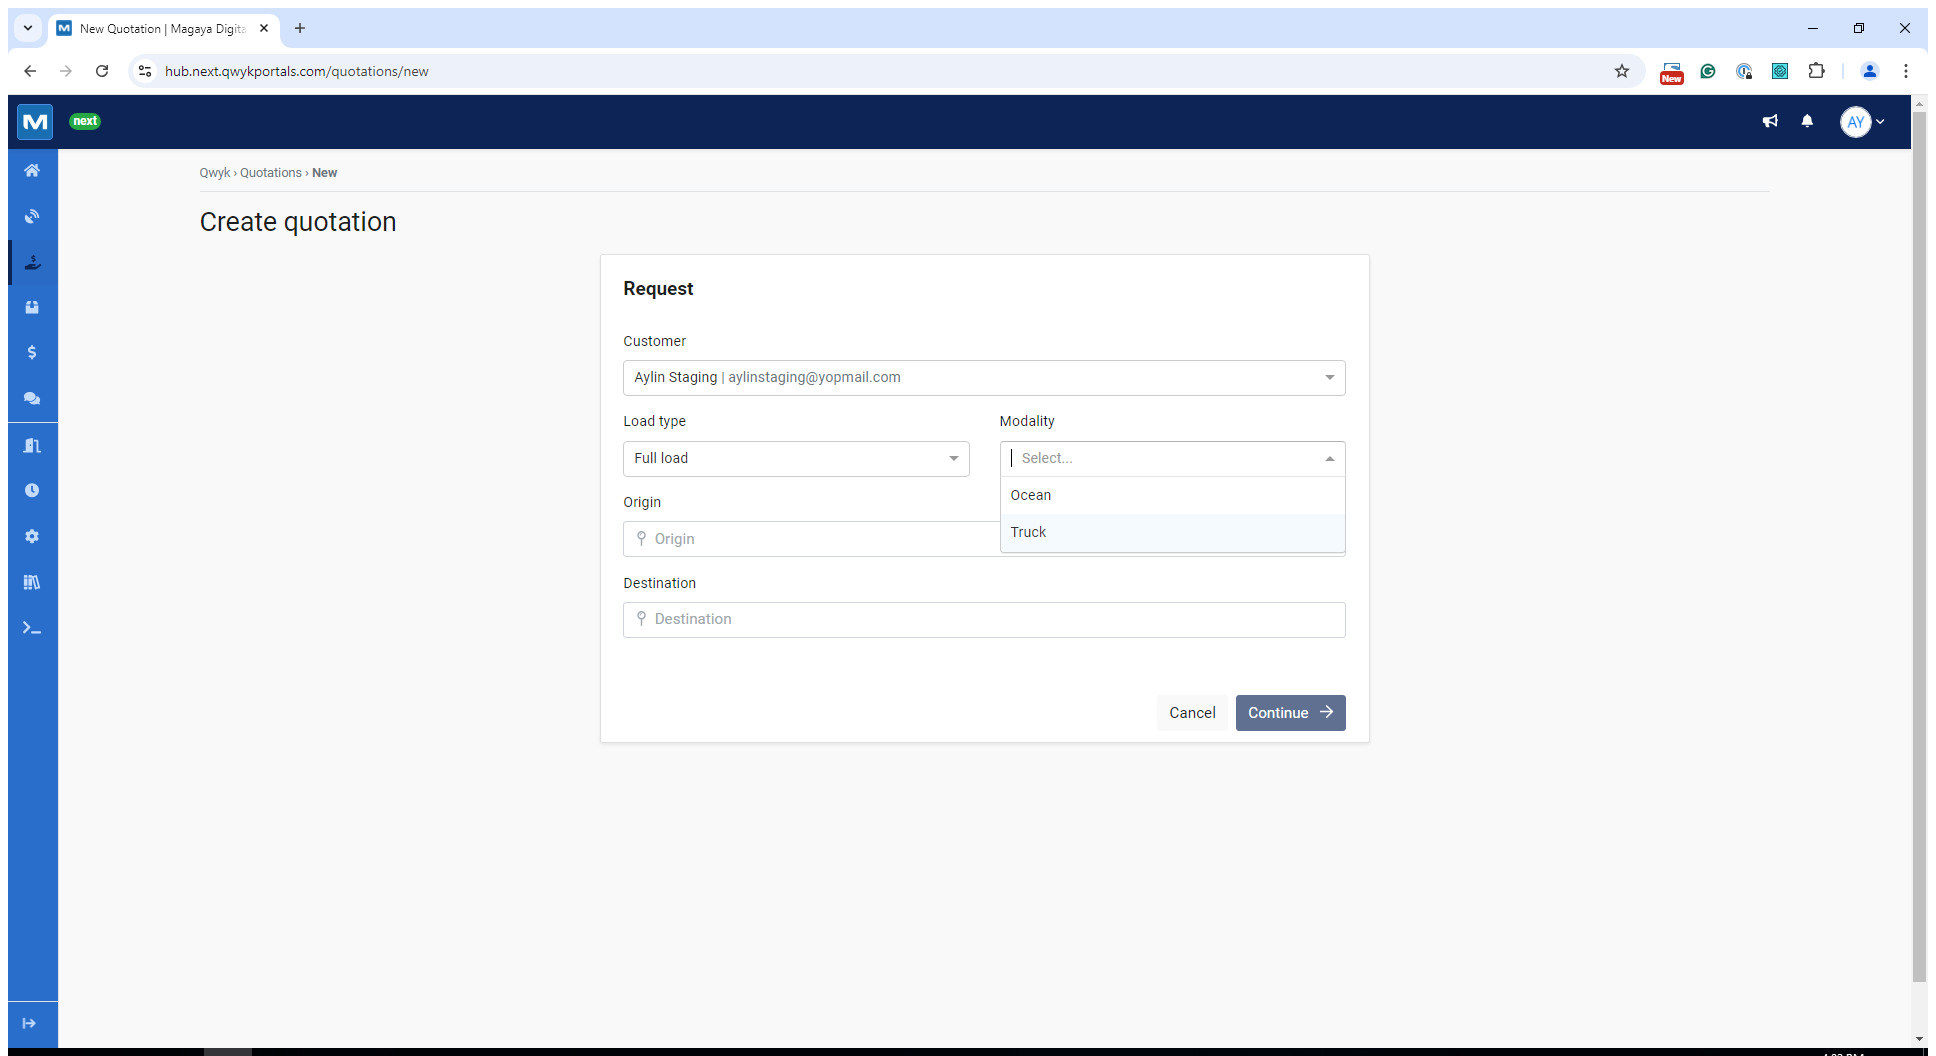 New Quotation | Magaya Digita
hub.next.qwykportals.com/quotations/new
New
M
next
AY
Qwyk › Quotations › New
Create quotation
Request
Customer
Aylin Staging | aylinstaging@yopmail.com
Load type
Modality
Full load
Select...
Ocean
Origin
Truck
Origin
Destination
Destination
Cancel
Continue